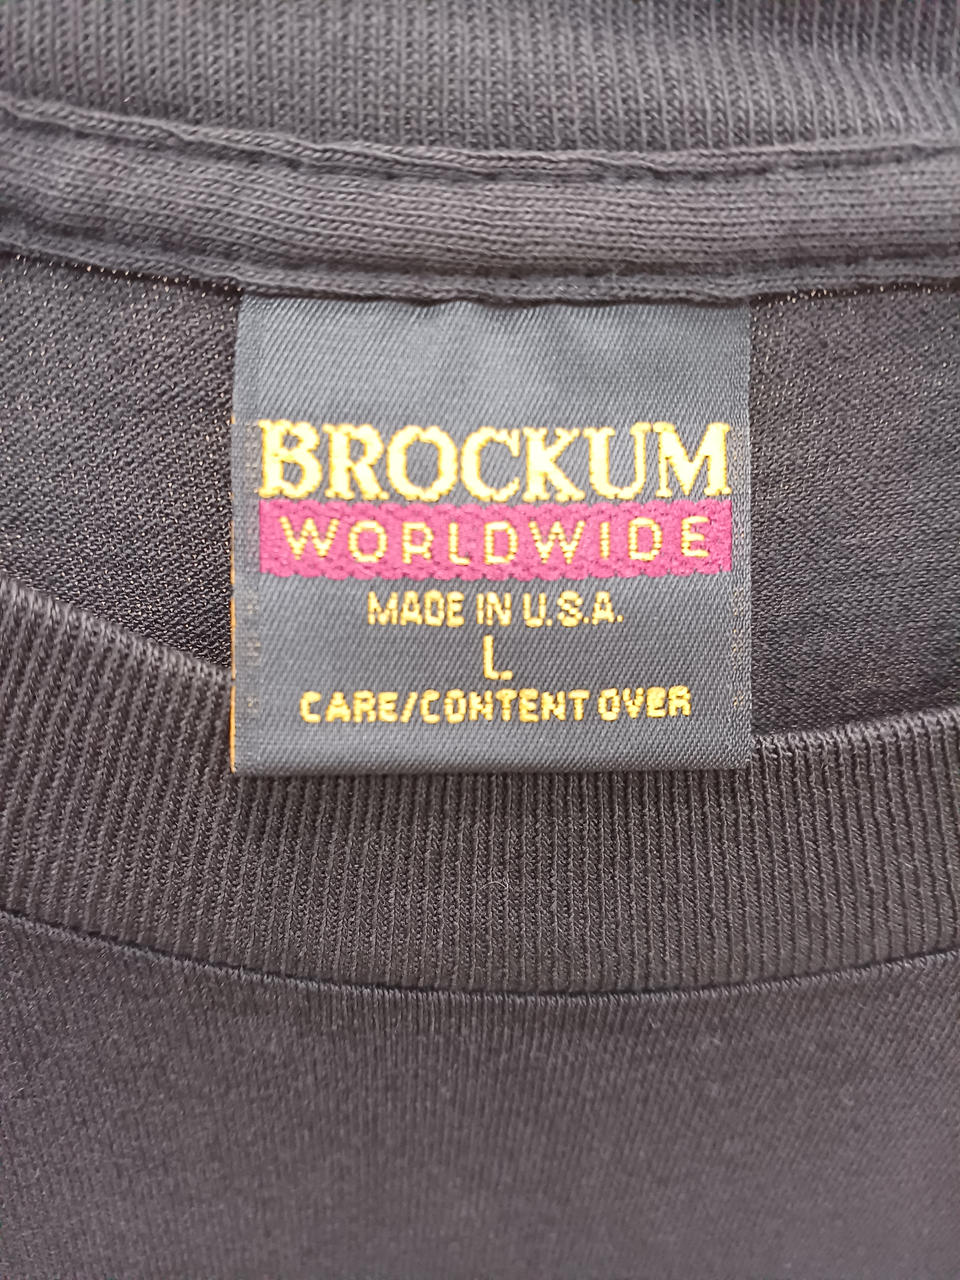 BROCKUM
WORLDWIDE
MADE IN U.S.A.
L
CARE/CONTENT OVER